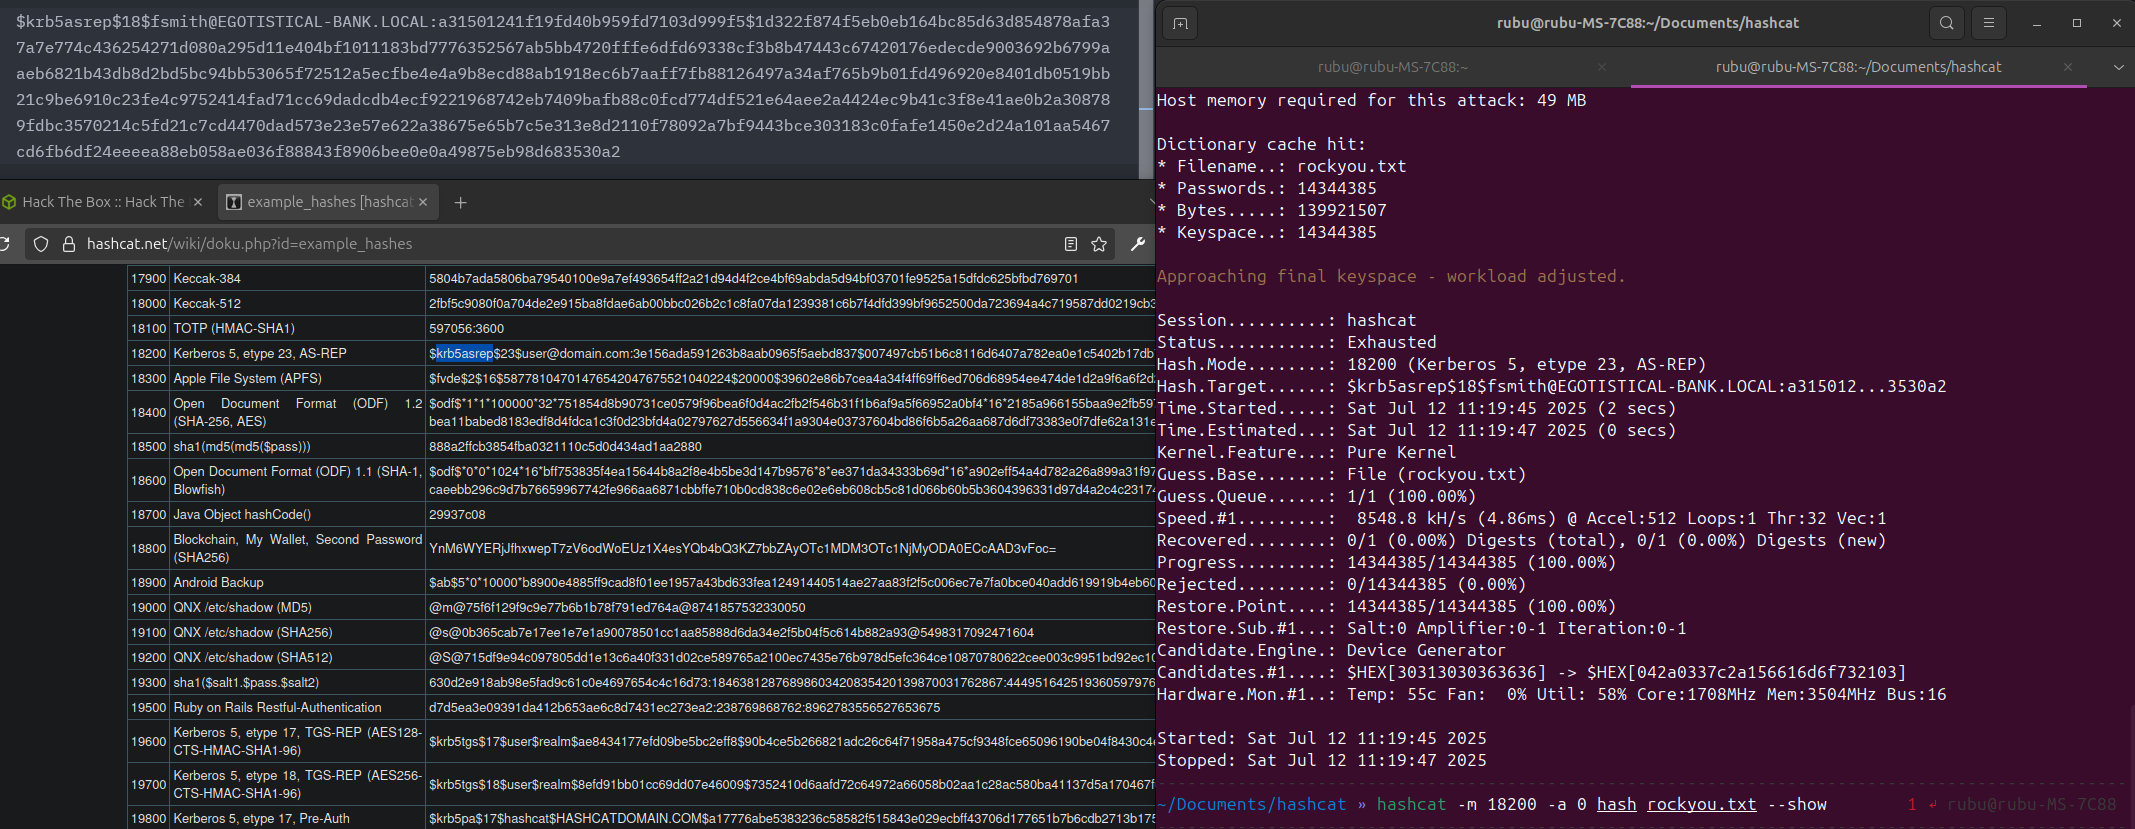 $krb5asrep$18$fsmith@EGOTISTICAL-BANK.LOCAL:a31501241f19fd40b959fd7103d999f5$1d322f874f5eb0eb164bc85d63d854878afa3
7a7e774c436254271d080a295d11e404bf1011183bd7776352567ab5bb4720fffe6dfd69338cf3b8b47443c67420176edecde9003692b6799a
aeb6821b43db8d2bd5bc94bb53065f72512a5ecfbe4e4a9b8ecd88ab1918ec6b7aaff7fb88126497a34af765b9b01fd496920e8401db0519bb
21c9be6910c23fe4c9752414fad71cc69dadcdb4ecf9221968742eb7409bafb88c0fcd774df521e64aee2a4424ec9b41c3f8e41ae0b2a30878
9fdbc3570214c5fd21c7cd4470dad573e23e57e622a38675e65b7c5e313e8d2110f78092a7bf9443bce303183c0fafe1450e2d24a101aa5467
cd6fb6df24eeeea88eb058ae036f88843f8906bee0e0a49875eb98d683530a2
Hack The Box :: Hack The
example_hashes [hashcat
hashcat.net/wiki/doku.php?id=example_hashes
17900 Keccak-384 5804b7ada5806ba79540100e9a7ef493654ff2a21d94d4f2ce4bf69abda5d94bf03701fe9525a15dfdc625bfbd769701
18000 Keccak-512 2fbf5c9080f0a704de2e915ba8fdae6ab00bbc026b2c1c8fa07da1239381c6b7f4dfd399bf9652500da723694a4c719587dd0219cb3
18100 TOTP (HMAC-SHA1) 597056:3600
18200 Kerberos 5, etype 23, AS-REP $krb5asrep$23$user@domain.com:3e156ada591263b8aab0965f5aebd837$007497cb51b6c8116d6407a782ea0e1c5402b17db
18300 Apple File System (APFS) $fvde$2$16$58778104701476542047675521040224$20000$39602e86b7cea4a34f4ff69ff6ed706d68954ee474de1d2a9f6a6f2d
18400 Open Document Format (ODF) 1.2 (SHA-256, AES) $odf$*1*1*100000*32*751854d8b90731ce0579f96bea6f0d4ac2fb2f546b31f1b6af9a5f66952a0bf4*16*2185a966155baa9e2fb597
bea11babed8183edf8d4fdca1c3f0d23bfd4a02797627d556634f1a9304e03737604bd86f6b5a26aa687d6df73383e0f7dfe62a131e
18500 sha1(md5(md5($pass))) 888a2ffcb3854fba0321110c5d0d434ad1aa2880
18600 Open Document Format (ODF) 1.1 (SHA-1, Blowfish) $odf$*0*0*1024*16*bff753835f4ea15644b8a2f8e4b5be3d147b9576*8*ee371da34333b69d*16*a902eff54a4d782a26a899a31f97
caeebb296c9d7b76659967742fe966aa6871cbbffe710b0cd838c6e02e6eb608cb5c81d066b60b5b3604396331d97d4a2c4c23174
18700 Java Object hashCode() 29937c08
18800 Blockchain, My Wallet, Second Password (SHA256) YnM6WYERjJfhxwepT7zV6odWoEUz1X4esYQb4bQ3KZ7bbZAyOTc1MDM3OTc1NjMyODA0ECcAAD3vFoc=
18900 Android Backup $ab$5*0*10000*b8900e4885ff9cad8f01ee1957a43bd633fea12491440514ae27aa83f2f5c006ec7e7fa0bce040add619919b4eb60
19000 QNX /etc/shadow (MD5) @m@75f6f129f9c9e77b6b1b78f791ed764a@8741857532330050
19100 QNX /etc/shadow (SHA256) @s@0b365cab7e17ee1e7e1a90078501cc1aa85888d6da34e2f5b04f5c614b882a93@5498317092471604
19200 QNX /etc/shadow (SHA512) @S@715df9e94c097805dd1e13c6a40f331d02ce589765a2100ec7435e76b978d5efc364ce10870780622cee003c9951bd92ec10
19300 sha1($salt1.$pass.$salt2) 630d2e918ab98e5fad9c61c0e4697654c4c16d73:18463812876898603420835420139870031762867:4449516425193605979760
19500 Ruby on Rails Restful-Authentication d7d5ea3e09391da412b653ae6c8d7431ec273ea2:238769868762:8962783556527653675
19600 Kerberos 5, etype 17, TGS-REP (AES128-CTS-HMAC-SHA1-96) $krb5tgs$17$user$realm$ae8434177efd09be5bc2eff8$90b4ce5b266821adc26c64f71958a475cf9348fce65096190be04f8430c4
19700 Kerberos 5, etype 18, TGS-REP (AES256-CTS-HMAC-SHA1-96) $krb5tgs$18$user$realm$8efd91bb01cc69dd07e46009$7352410d6aafd72c64972a66058b02aa1c28ac580ba41137d5a170467f
19800 Kerberos 5, etype 17, Pre-Auth $krb5pa$17$hashcat$HASHCATDOMAIN.COM$a17776abe5383236c58582f515843e029ecbff43706d177651b7b6cdb2713b175
rubu@rubu-MS-7C88:~/Documents/hashcat
rubu@rubu-MS-7C88:~
rubu@rubu-MS-7C88:~/Documents/hashcat
Host memory required for this attack: 49 MB
Dictionary cache hit:
* Filename..: rockyou.txt
* Passwords.: 14344385
* Bytes.....: 139921507
* Keyspace..: 14344385
Approaching final keyspace - workload adjusted.
Session..........: hashcat
Status...........: Exhausted
Hash.Mode........: 18200 (Kerberos 5, etype 23, AS-REP)
Hash.Target......: $krb5asrep$18$fsmith@EGOTISTICAL-BANK.LOCAL:a315012...3530a2
Time.Started.....: Sat Jul 12 11:19:45 2025 (2 secs)
Time.Estimated...: Sat Jul 12 11:19:47 2025 (0 secs)
Kernel.Feature...: Pure Kernel
Guess.Base.......: File (rockyou.txt)
Guess.Queue......: 1/1 (100.00%)
Speed.#1.........:  8548.8 kH/s (4.86ms) @ Accel:512 Loops:1 Thr:32 Vec:1
Recovered........: 0/1 (0.00%) Digests (total), 0/1 (0.00%) Digests (new)
Progress.........: 14344385/14344385 (100.00%)
Rejected.........: 0/14344385 (0.00%)
Restore.Point....: 14344385/14344385 (100.00%)
Restore.Sub.#1...: Salt:0 Amplifier:0-1 Iteration:0-1
Candidate.Engine.: Device Generator
Candidates.#1....: $HEX[30313030363636] -> $HEX[042a0337c2a156616d6f732103]
Hardware.Mon.#1..: Temp: 55c Fan:  0% Util: 58% Core:1708MHz Mem:3504MHz Bus:16
Started: Sat Jul 12 11:19:45 2025
Stopped: Sat Jul 12 11:19:47 2025
~/Documents/hashcat » hashcat -m 18200 -a 0 hash rockyou.txt --show 1 ↵ rubu@rubu-MS-7C88